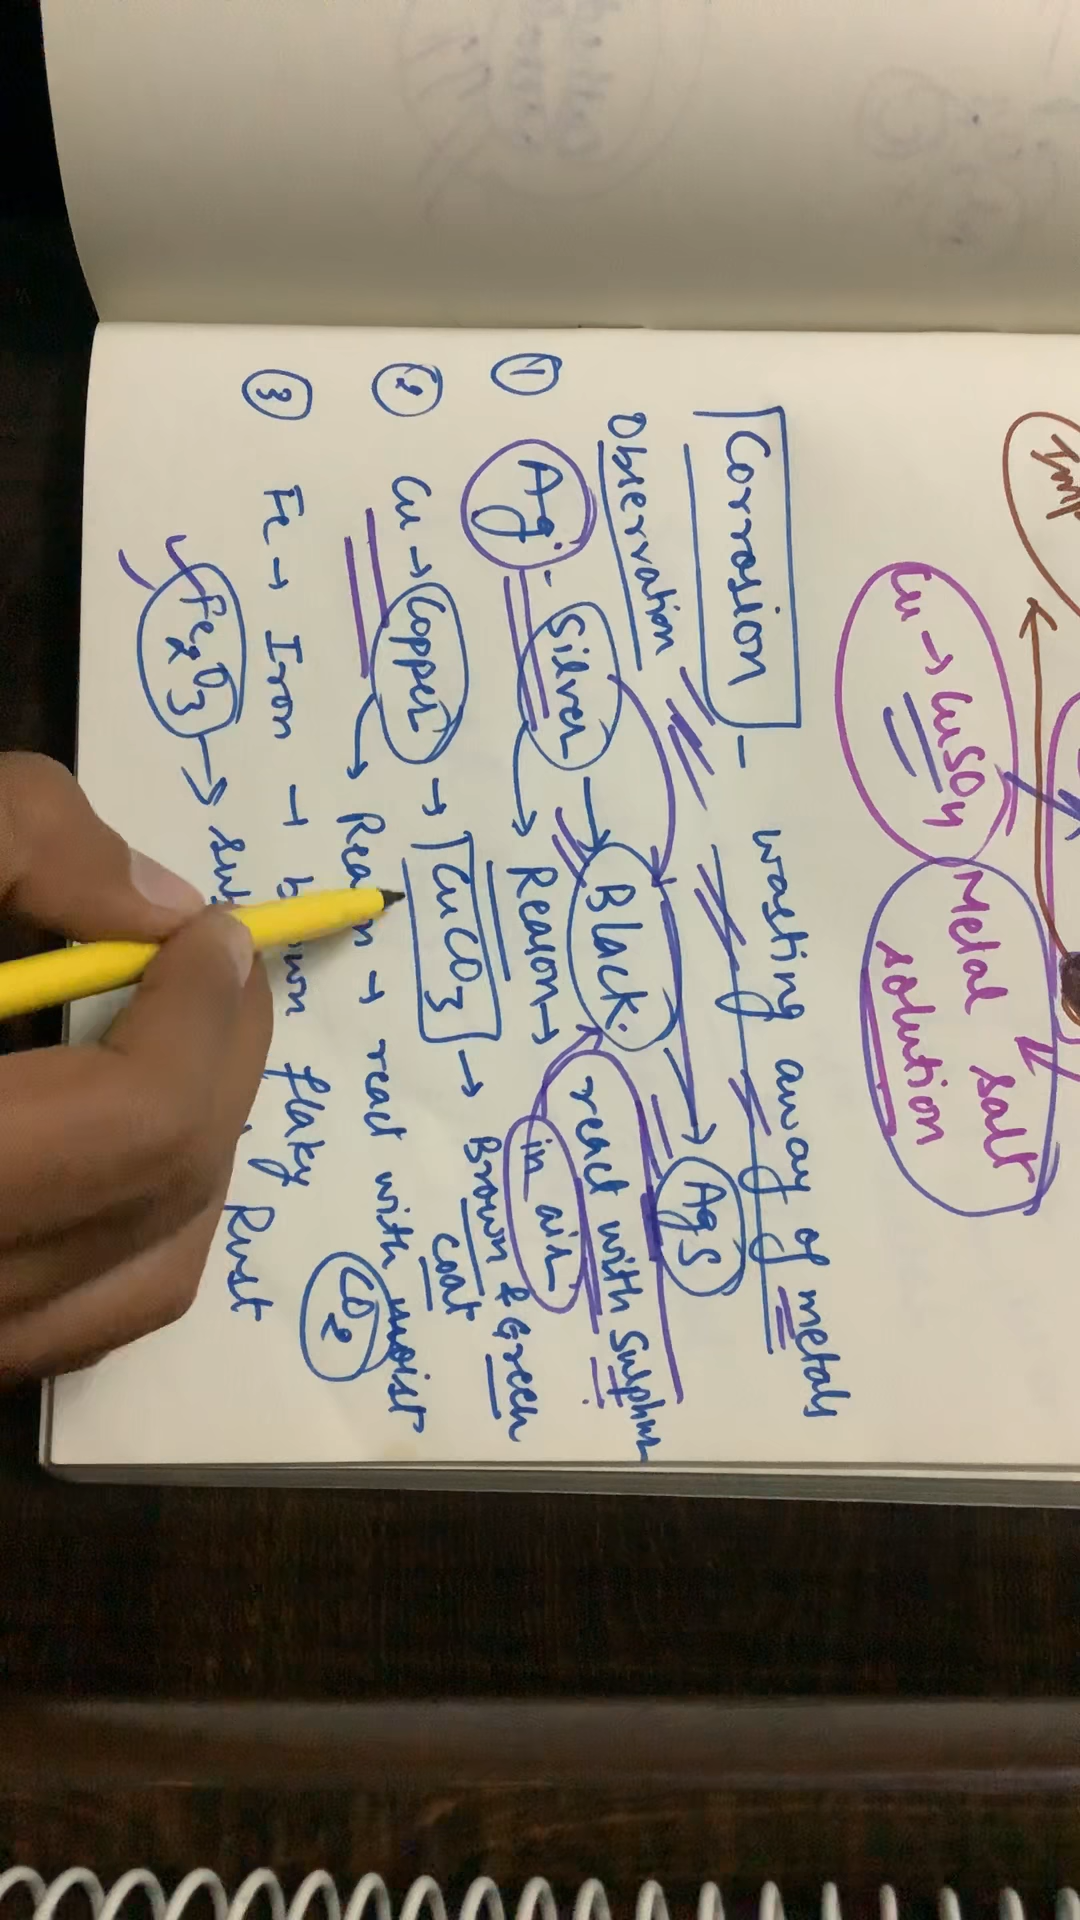 Imp
Cu → CuSO4
Metal salt
solution
Corrosion - wasting away of metals
Observation
1 Ag - Silver → Black. → AgS
Reason → react with Sulphur
in air
2 Cu → Copper → CuCO3 → Brown & Green
coat
Reason → react with moist
CO2
3 Fe → Iron → flaky
Fe2O3 → Rust